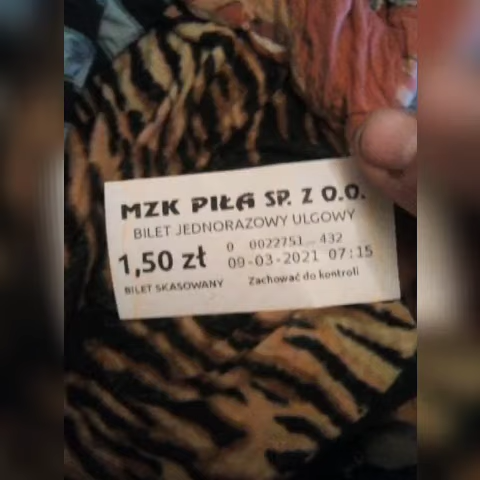 MZK PIŁA SP. Z O.O.
BILET JEDNORAZOWY ULGOWY
1,50 zł
0 0022751 432
09-03-2021 07:15
BILET SKASOWANY
Zachować do kontroli